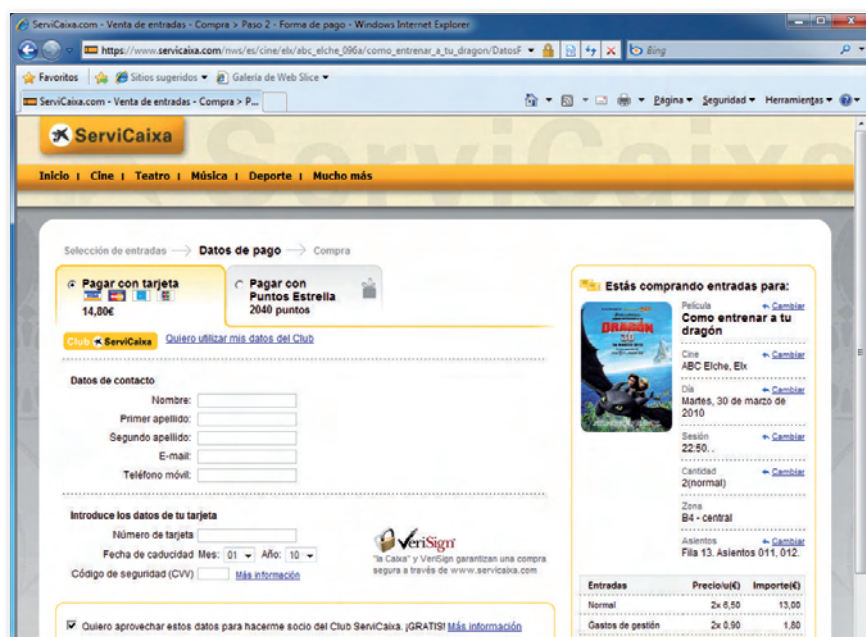 ServiCaixa.com - Venta de entradas - Compra > Paso 2 - Forma de pago - Windows Internet Explorer
https://www.servicaixa.com/nws/es/cine/elx/abc_elche_096a/como_entrenar_a_tu_dragon/DatosF
Bing
Favoritos
Sitios sugeridos
Galería de Web Slice
ServiCaixa.com - Venta de entradas - Compra > P...
Página
Seguridad
Herramientas
ServiCaixa
ServiCaixa
Inicio | Cine | Teatro | Música | Deporte | Mucho más
Selección de entradas → Datos de pago → Compra
Pagar con tarjeta
14,80€
Pagar con
Puntos Estrella
2040 puntos
Club ServiCaixa
Quiero utilizar mis datos del Club
Datos de contacto
Nombre:
Primer apellido:
Segundo apellido:
E-mail:
Teléfono móvil:
Introduce los datos de tu tarjeta
Número de tarjeta
Fecha de caducidad Mes: 01 Año: 10
Código de seguridad (CVV)
Más información
VeriSign
"la Caixa" y VeriSign garantizan una compra
segura a través de www.servicaixa.com
Quiero aprovechar estos datos para hacerme socio del Club ServiCaixa. ¡GRATIS! Más información
Estás comprando entradas para:
DRAGÓN
3D
Película Cambiar
Como entrenar a tu
dragón
Cine Cambiar
ABC Elche, Elx
Día Cambiar
Martes, 30 de marzo de
2010
Sesión Cambiar
22:50. .
Cantidad Cambiar
2(normal)
Zona
B4 - central
Asientos Cambiar
Fila 13. Asientos 011, 012.
Entradas Precio/u(€) Importe(€)
Normal 2x 6,50 13,00
Gastos de gestión 2x 0,90 1,80